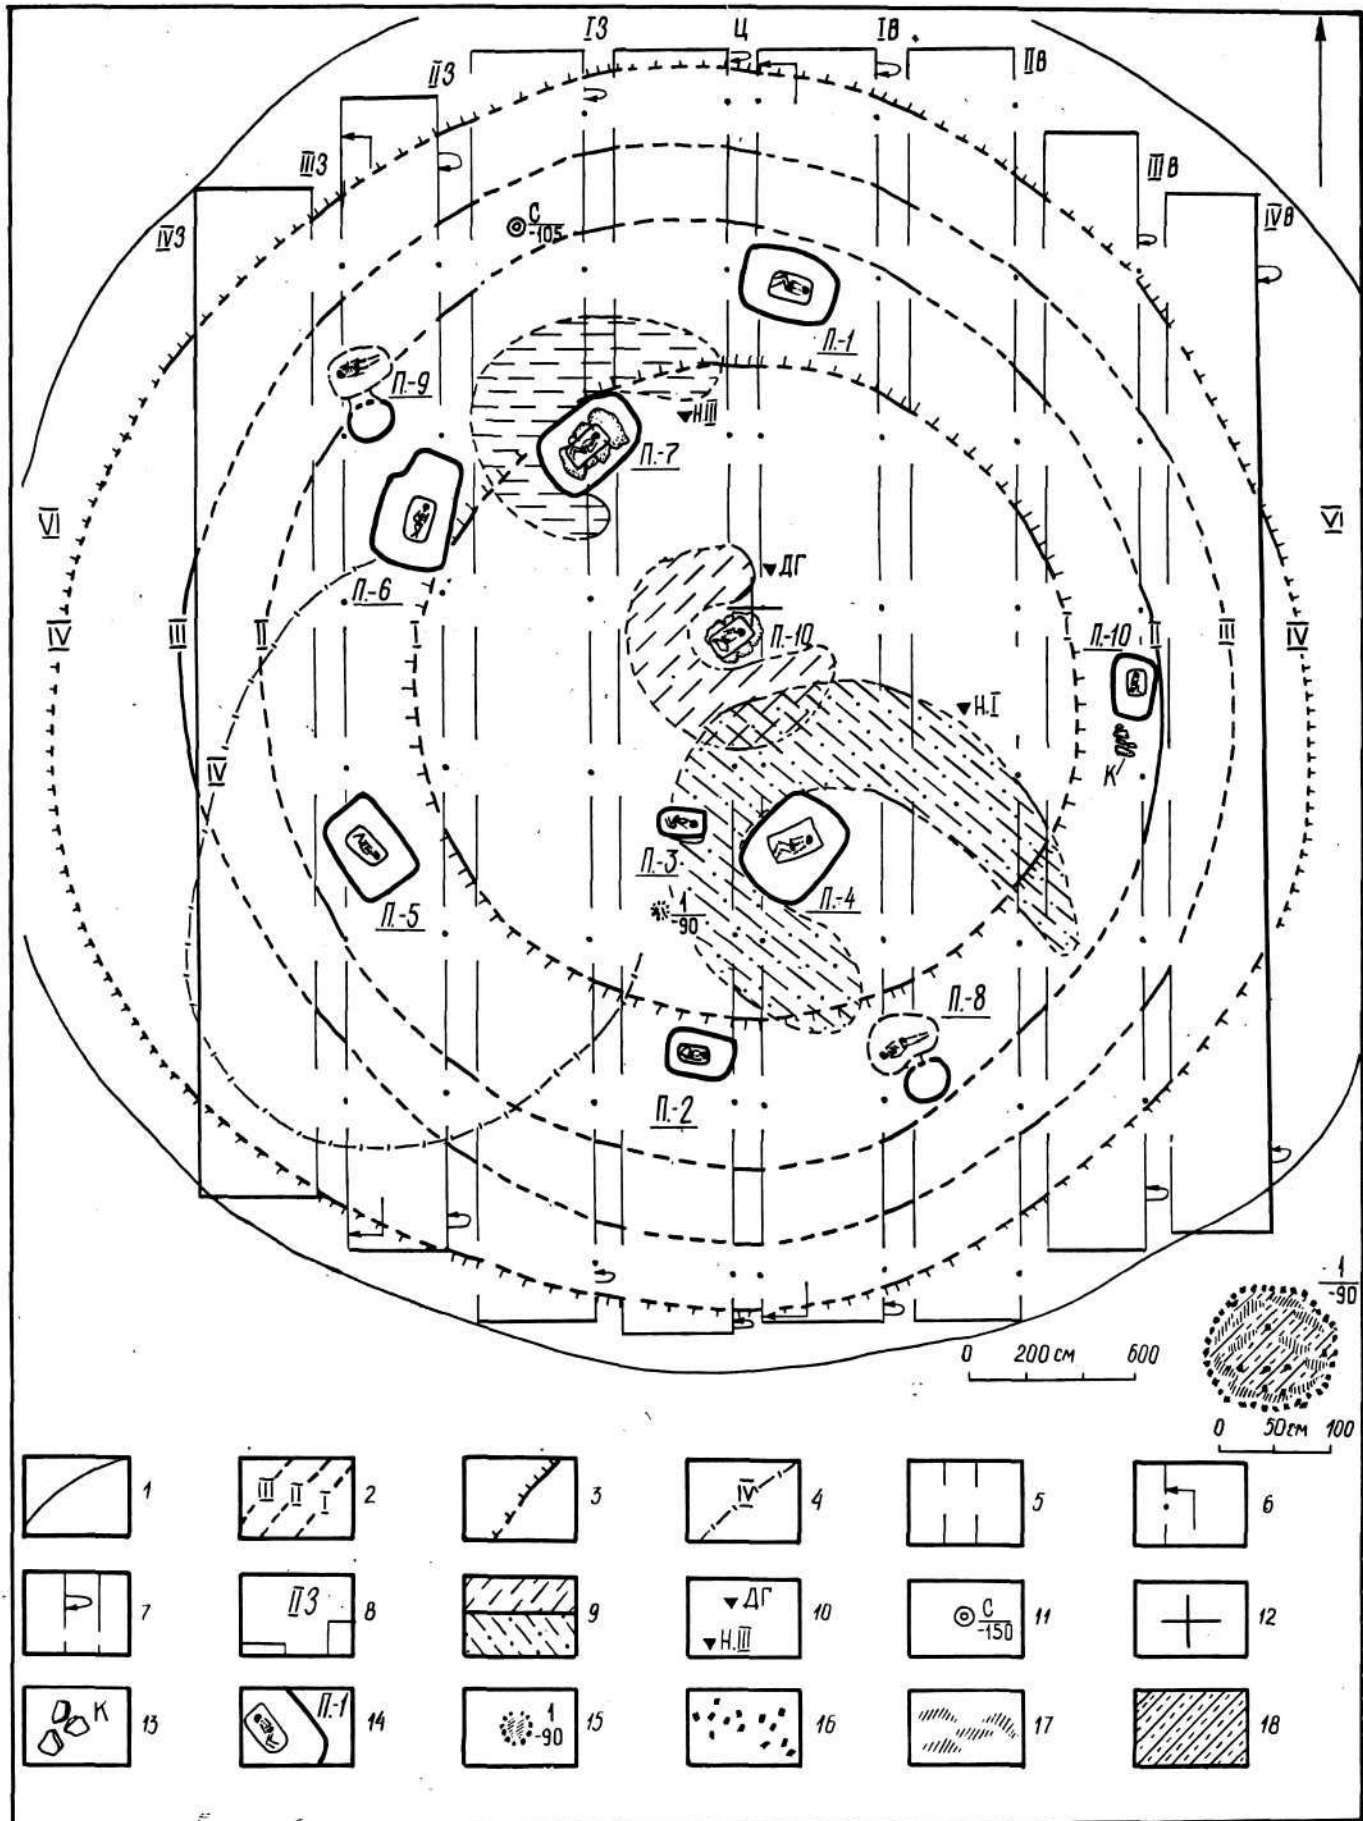 IЗ Ц IВ
IIЗ IIВ
IIIЗ IIIВ
IVЗ IVВ
С
-105
П.-1
П.-9
Н III
П.-7
VI VI
ДГ
П.-6
IV III II I П.-10 П.-10 I II III IV
Н.I
IV К
П.-3
П.-4
П.-5
1
-90
П.-8
П.-2
1
-90
0 200 см 600
0 50 см 100
1
III II I 2
3
IV 4
5
6
7
IIЗ 8
9
ДГ
Н.III
10
С
-150
11
12
К 13
П.-1 14
1
-90
15
16
17
18